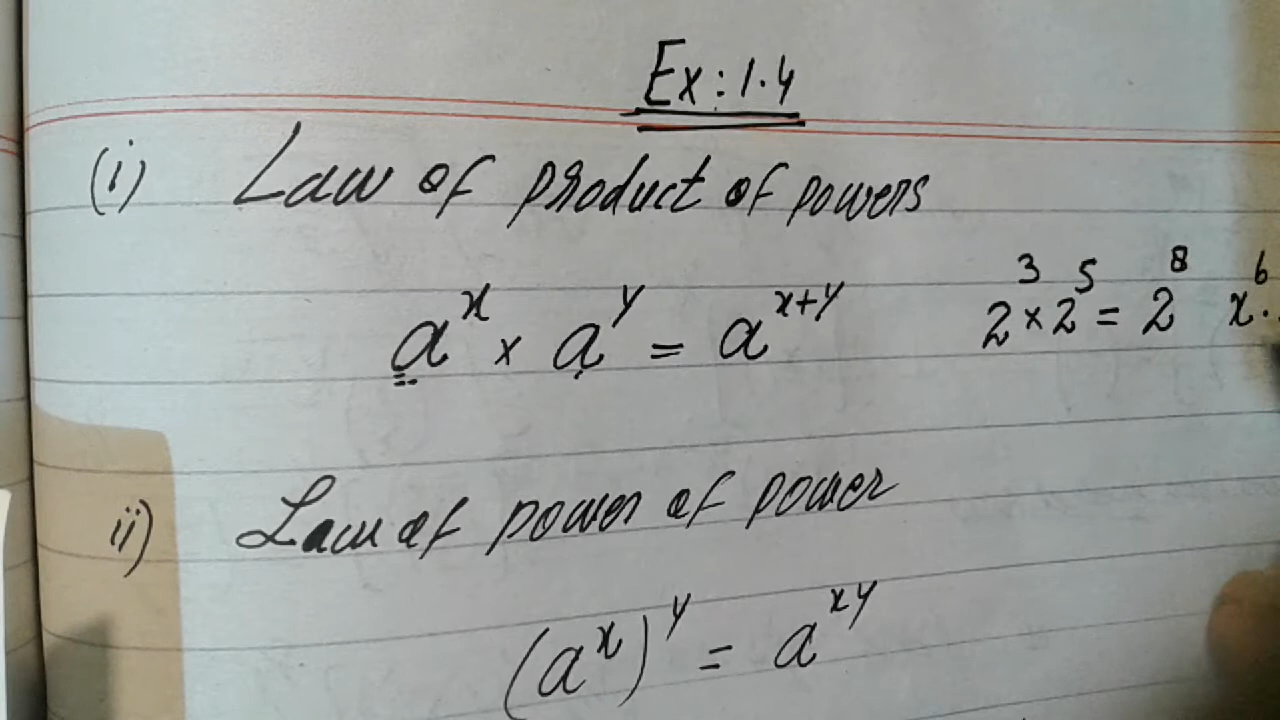 Ex: 1.4
(i) Law of product of powers
a^x × a^y = a^{x+y} 2^3 × 2^5 = 2^8 x^6 .
ii) Law of power of power
(a^x)^y = a^{xy}